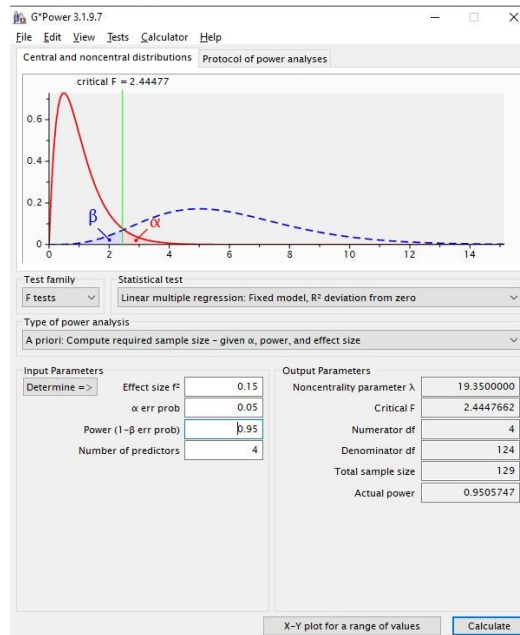 G*Power 3.1.9.7
File Edit View Tests Calculator Help
Central and noncentral distributions Protocol of power analyses
critical F = 2.44477
0.6
0.4
0.2
0
β α
0 2 4 6 8 10 12 14
Test family Statistical test
F tests Linear multiple regression: Fixed model, R² deviation from zero
Type of power analysis
A priori: Compute required sample size – given α, power, and effect size
Input Parameters Output Parameters
Determine => Effect size f² 0.15 Noncentrality parameter λ 19.3500000
α err prob 0.05 Critical F 2.4447662
Power (1-β err prob) 0.95 Numerator df 4
Number of predictors 4 Denominator df 124
Total sample size 129
Actual power 0.9505747
X-Y plot for a range of values Calculate